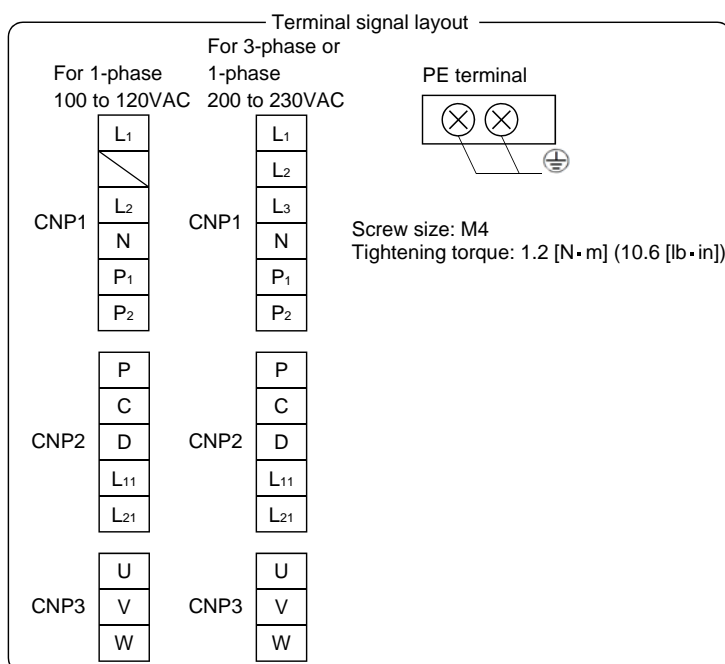 Terminal signal layout
For 1-phase
100 to 120VAC
For 3-phase or
1-phase
200 to 230VAC
PE terminal
CNP1
L1
L2
N
P1
P2
CNP1
L1
L2
L3
N
P1
P2
Screw size: M4
Tightening torque: 1.2 [N▪m] (10.6 [lb▪in])
CNP2
P
C
D
L11
L21
CNP2
P
C
D
L11
L21
CNP3
U
V
W
CNP3
U
V
W